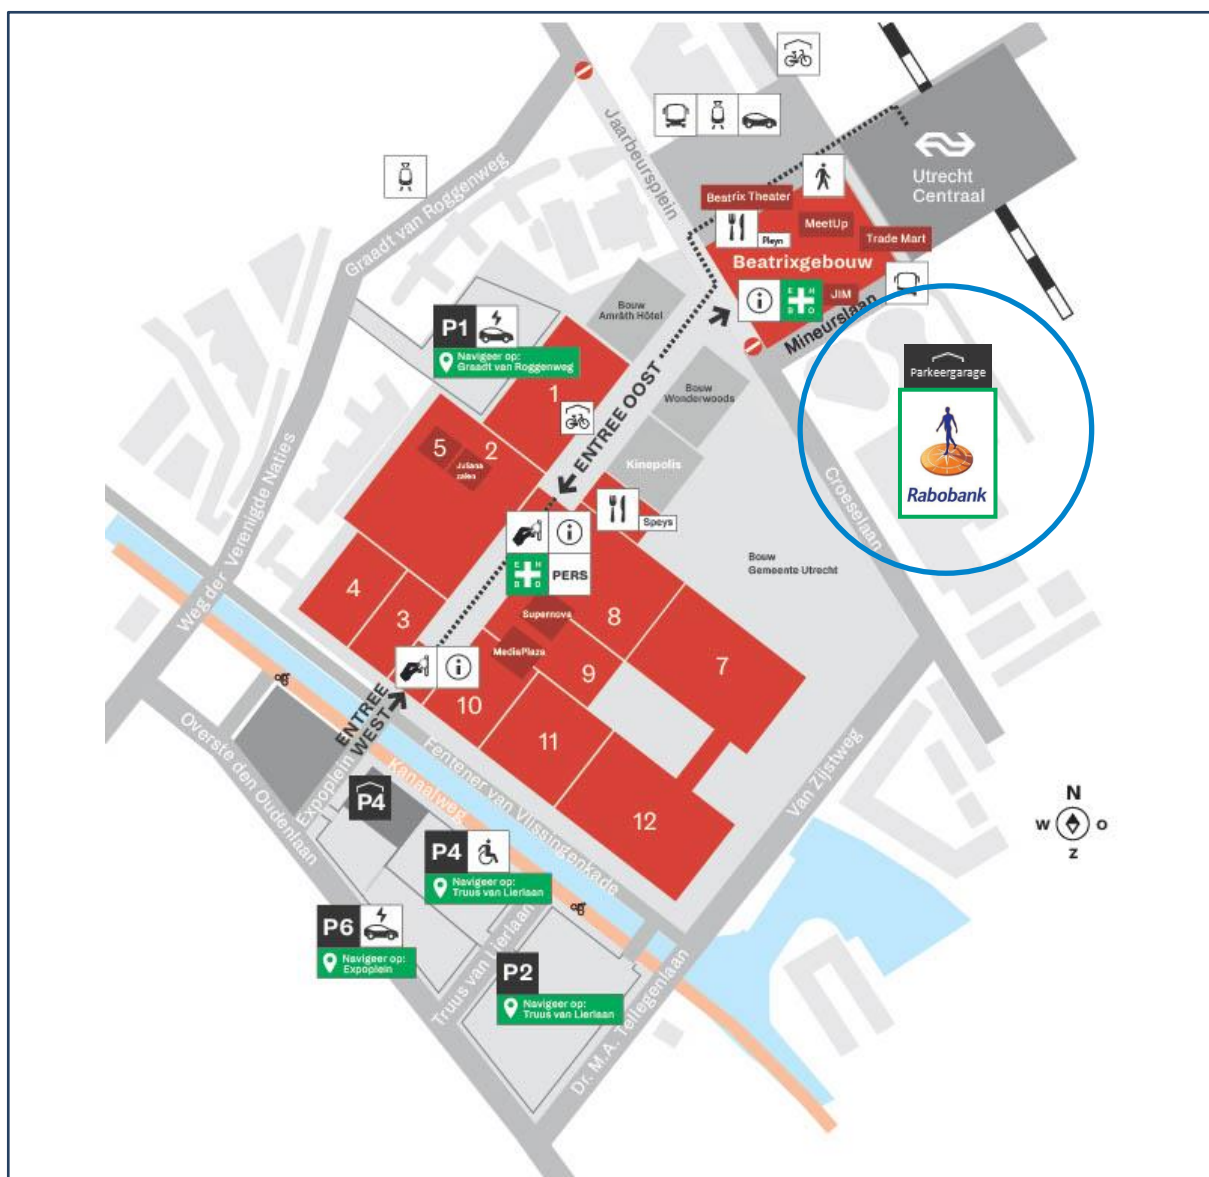 Jaarbeursplein
Utrecht
Centraal
Graadt van Roggenweg
Beatrix Theater
MeetUp
Pleyn
Trade Mart
Beatrixgebouw
JIM
E H
B O
Mineurslaan
Bouw
Amrâth Hôtel
P1
Navigeer op:
Graadt van Roggenweg
Parkeergarage
Rabobank
1
Bouw
Wonderwoods
ENTREE OOST
5
2
Juliana
zalen
Kinepolis
Croeselaan
Speys
Weg der Verenigde Naties
E H
B O
PERS
Bouw
Gemeente Utrecht
4
3
Supernova
8
MediaPlaza
9
7
10
ENTREE
WEST
11
12
Overste den Oudenlaan
Expoplein
Kanaalweg
Fentener van Vlissingenkade
Van Zijstweg
N
W O
Z
P4
P4
Navigeer op:
Truus van Lierlaan
P6
Navigeer op:
Expoplein
Truus van Lierlaan
P2
Navigeer op:
Truus van Lierlaan
Dr. M.A. Tellegenlaan